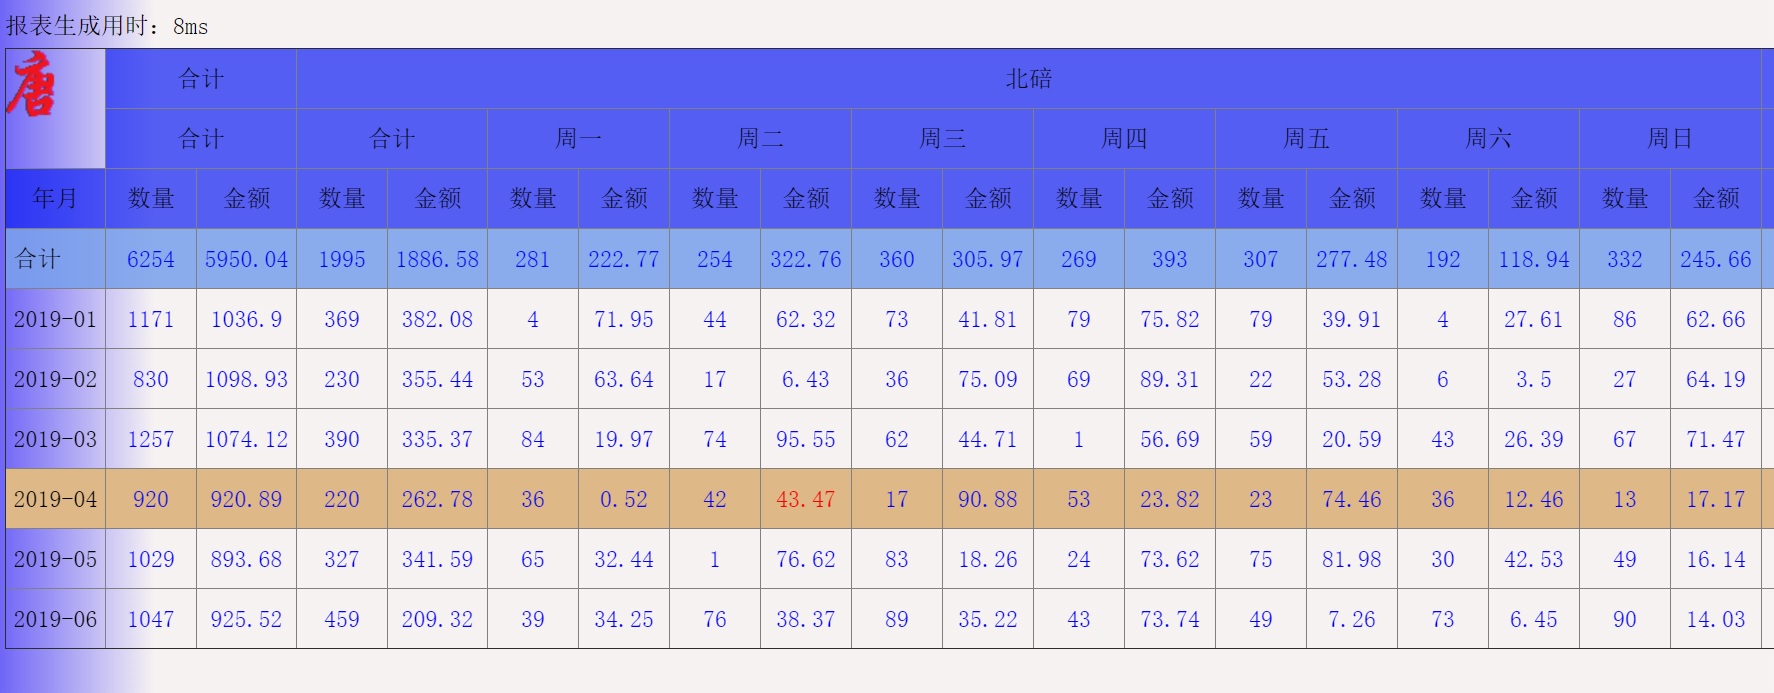 报表生成用时：8ms
唐
合计 北碚
合计 合计 周一 周二 周三 周四 周五 周六 周日
年月 数量 金额 数量 金额 数量 金额 数量 金额 数量 金额 数量 金额 数量 金额 数量 金额 数量 金额
合计 6254 5950.04 1995 1886.58 281 222.77 254 322.76 360 305.97 269 393 307 277.48 192 118.94 332 245.66
2019-01 1171 1036.9 369 382.08 4 71.95 44 62.32 73 41.81 79 75.82 79 39.91 4 27.61 86 62.66
2019-02 830 1098.93 230 355.44 53 63.64 17 6.43 36 75.09 69 89.31 22 53.28 6 3.5 27 64.19
2019-03 1257 1074.12 390 335.37 84 19.97 74 95.55 62 44.71 1 56.69 59 20.59 43 26.39 67 71.47
2019-04 920 920.89 220 262.78 36 0.52 42 43.47 17 90.88 53 23.82 23 74.46 36 12.46 13 17.17
2019-05 1029 893.68 327 341.59 65 32.44 1 76.62 83 18.26 24 73.62 75 81.98 30 42.53 49 16.14
2019-06 1047 925.52 459 209.32 39 34.25 76 38.37 89 35.22 43 73.74 49 7.26 73 6.45 90 14.03